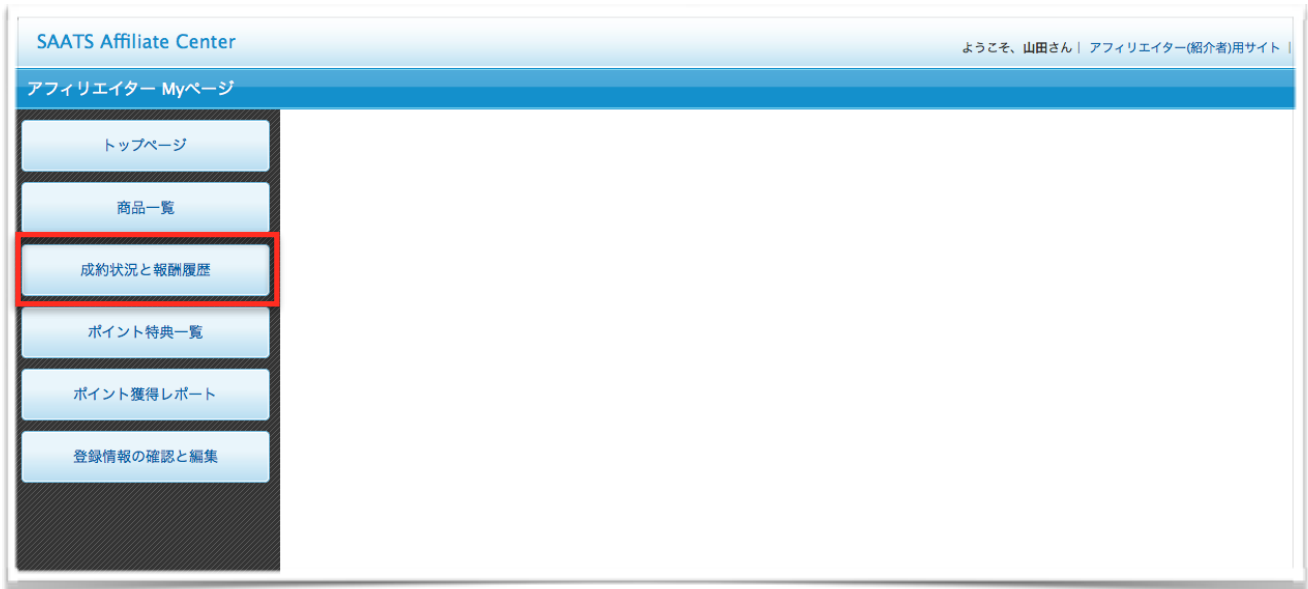 SAATS Affiliate Center
ようこそ、山田さん | アフィリエイター(紹介者)用サイト |
アフィリエイター Myページ
トップページ
商品一覧
成約状況と報酬履歴
ポイント特典一覧
ポイント獲得レポート
登録情報の確認と編集